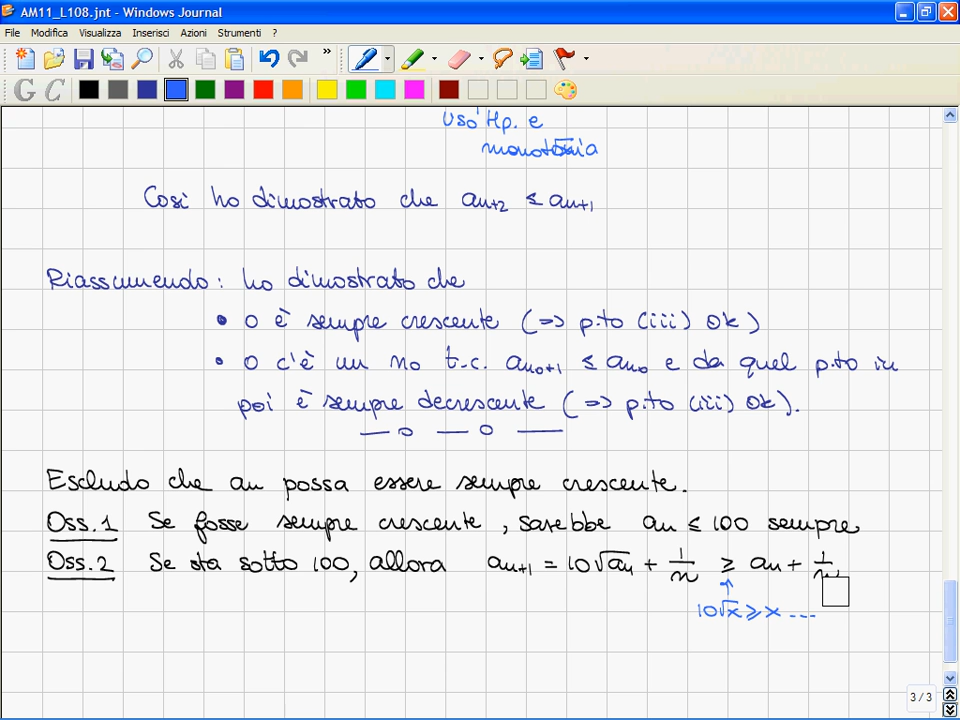 AM11_L108.jnt - Windows Journal
File Modifica Visualizza Inserisci Azioni Strumenti ?
G C
Uso Hp. e
monotonia
Così ho dimostrato che an+2 ≤ an+1
Riassumendo: ho dimostrato che
• o è sempre crescente (=> p.to (iii) Ok)
• o c'è un no t.c. ano+1 ≤ ano e da quel p.to in
poi è sempre decrescente (=> p.to (iii) Ok).
— o — o —
Escludo che an possa essere sempre crescente.
Oss.1 Se fosse sempre crescente, sarebbe an ≤ 100 sempre
Oss.2 Se sta sotto 100, allora an+1 = 10√an + 1/n ≥ an + 1/n
10√x ≥ x ...
3 / 3